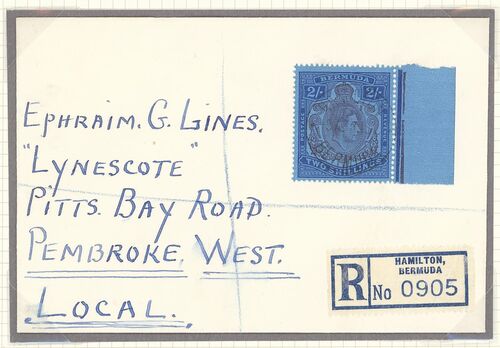 EPHRAIM. G. LINES.
"LYNESCOTE"
PITTS. BAY ROAD.
PEMBROKE. WEST.
LOCAL.
BERMUDA
2/- 2/-
POSTAGE
REVENUE
TWO SHILLINGS
R
HAMILTON,
BERMUDA
No 0905